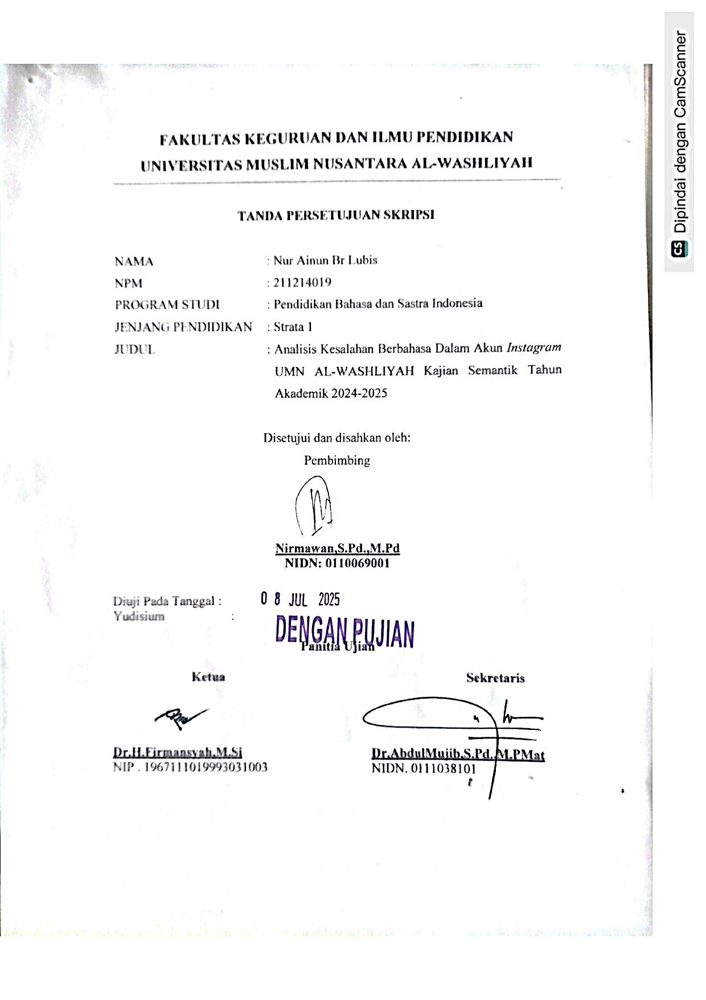 FAKULTAS KEGURUAN DAN ILMU PENDIDIKAN
UNIVERSITAS MUSLIM NUSANTARA AL-WASHLIYAH
TANDA PERSETUJUAN SKRIPSI
NAMA : Nur Ainun Br Lubis
NPM : 211214019
PROGRAM STUDI : Pendidikan Bahasa dan Sastra Indonesia
JENJANG PENDIDIKAN : Strata 1
JUDUL : Analisis Kesalahan Berbahasa Dalam Akun Instagram
UMN AL-WASHLIYAH Kajian Semantik Tahun
Akademik 2024-2025
Disetujui dan disahkan oleh:
Pembimbing
Nirmawan,S.Pd.,M.Pd
NIDN: 0110069001
Diuji Pada Tanggal : 08 JUL 2025
Yudisium :
DENGAN PUJIAN
Panitia Ujian
Ketua Sekretaris
Dr.H.Firmansyah,M.Si Dr.AbdulMujib,S.Pd.,M.PMat
NIP . 1967111019993031003 NIDN. 0111038101
CS Dipindai dengan CamScanner